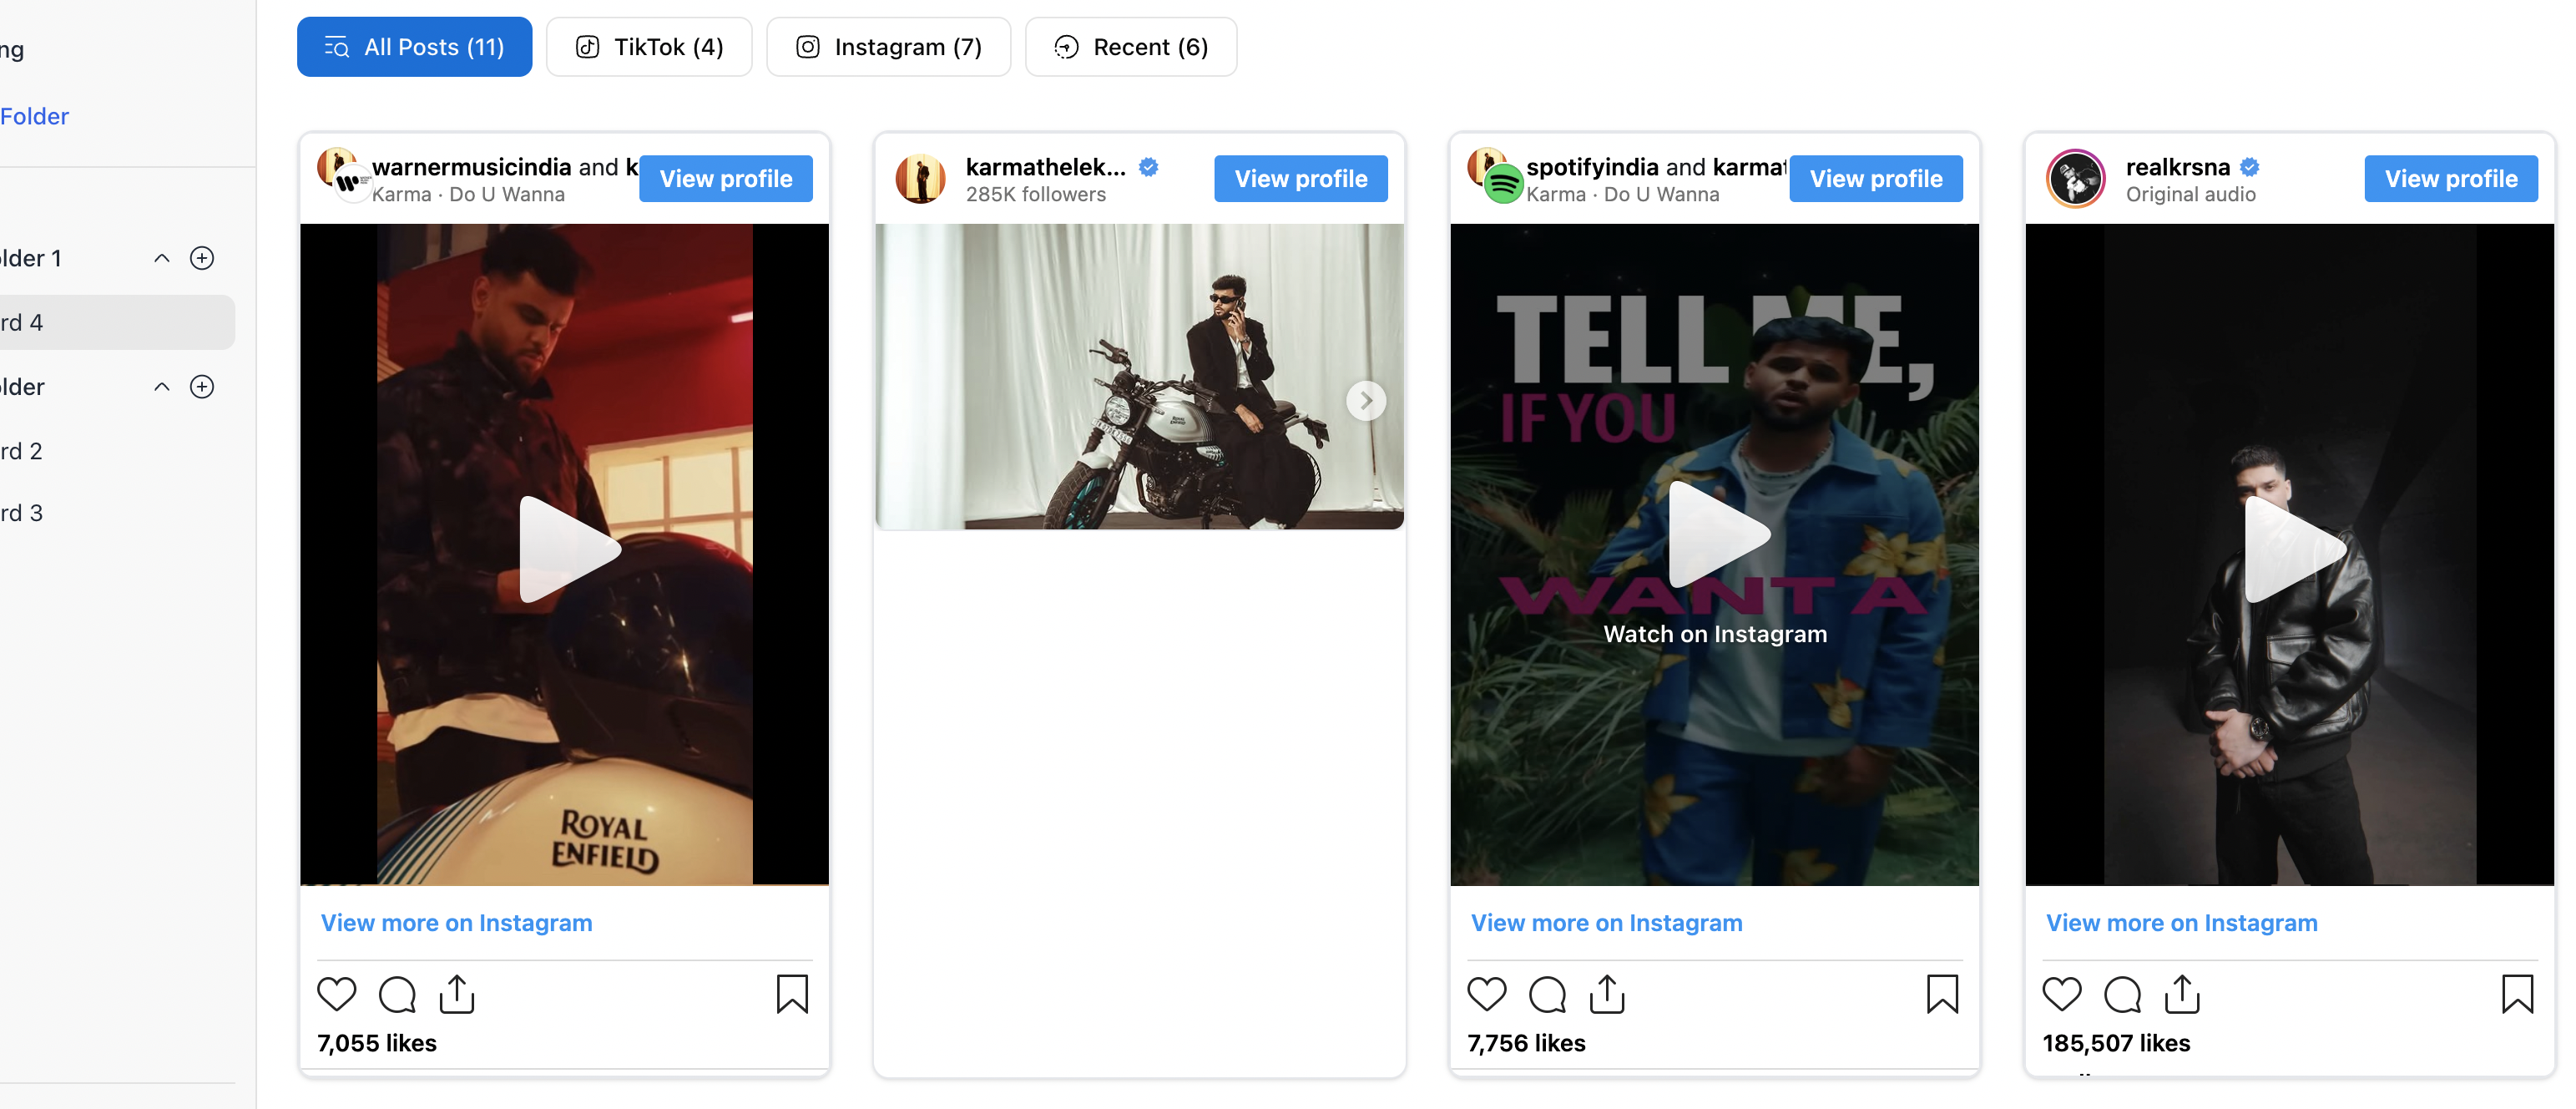 ng
Folder
older 1
rd 4
older
rd 2
rd 3
All Posts (11)
TikTok (4)
Instagram (7)
Recent (6)
warnermusicindia and k
Karma · Do U Wanna
View profile
ROYAL
ENFIELD
View more on Instagram
7,055 likes
karmathelek...
285K followers
View profile
spotifyindia and karmat
Karma · Do U Wanna
View profile
TELL ME,
IF YOU
WANT A
Watch on Instagram
View more on Instagram
7,756 likes
realkrsna
Original audio
View profile
View more on Instagram
185,507 likes